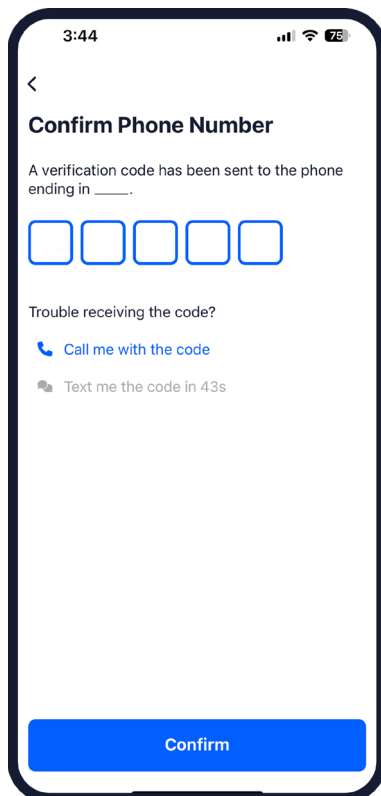 3:44
75
Confirm Phone Number
A verification code has been sent to the phone
ending in ____.
Trouble receiving the code?
Call me with the code
Text me the code in 43s
Confirm